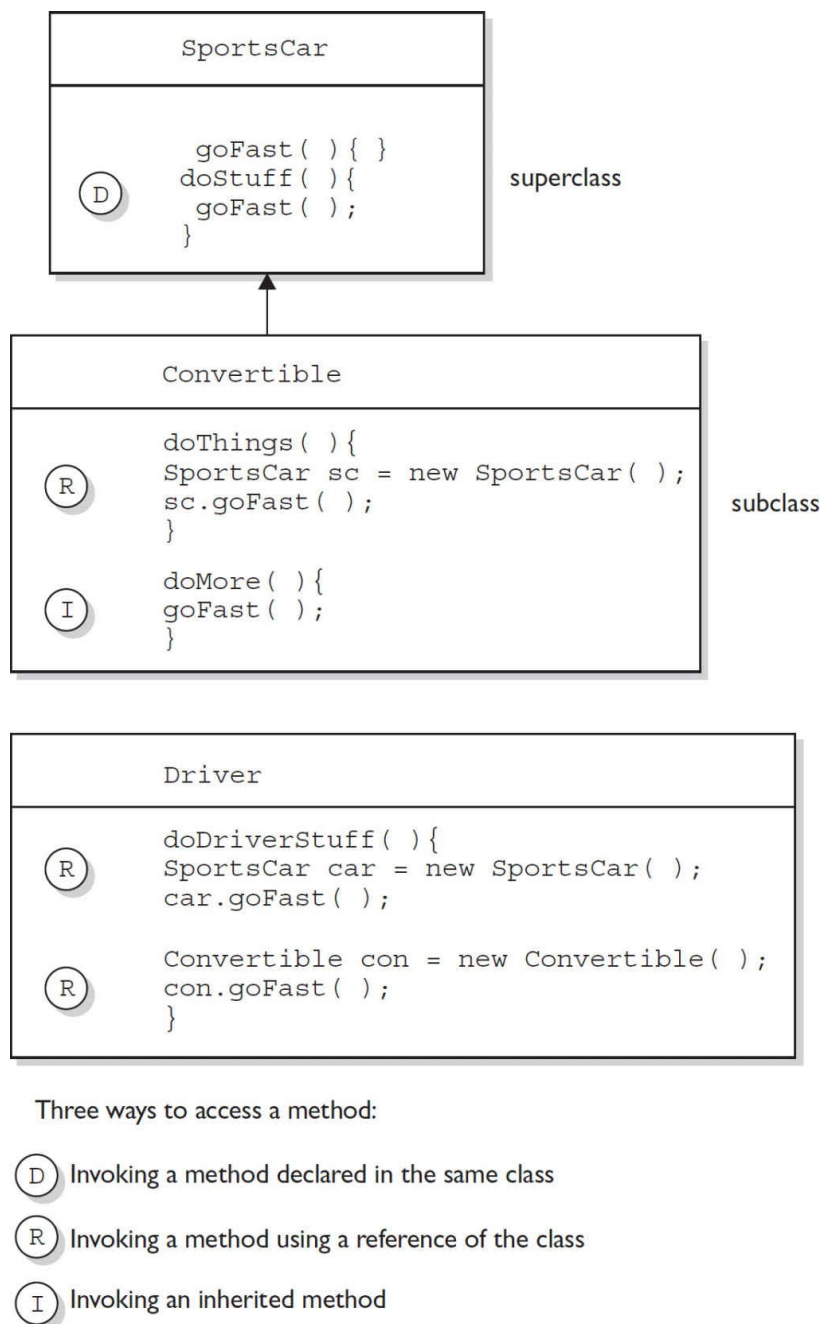 SportsCar
goFast( ){ }
D
doStuff( ){
goFast( );
}
superclass
Convertible
R
doThings( ){
SportsCar sc = new SportsCar( );
sc.goFast( );
}
I
doMore( ){
goFast( );
}
subclass
Driver
R
doDriverStuff( ){
SportsCar car = new SportsCar( );
car.goFast( );
R
Convertible con = new Convertible( );
con.goFast( );
}
Three ways to access a method:
D Invoking a method declared in the same class
R Invoking a method using a reference of the class
I Invoking an inherited method